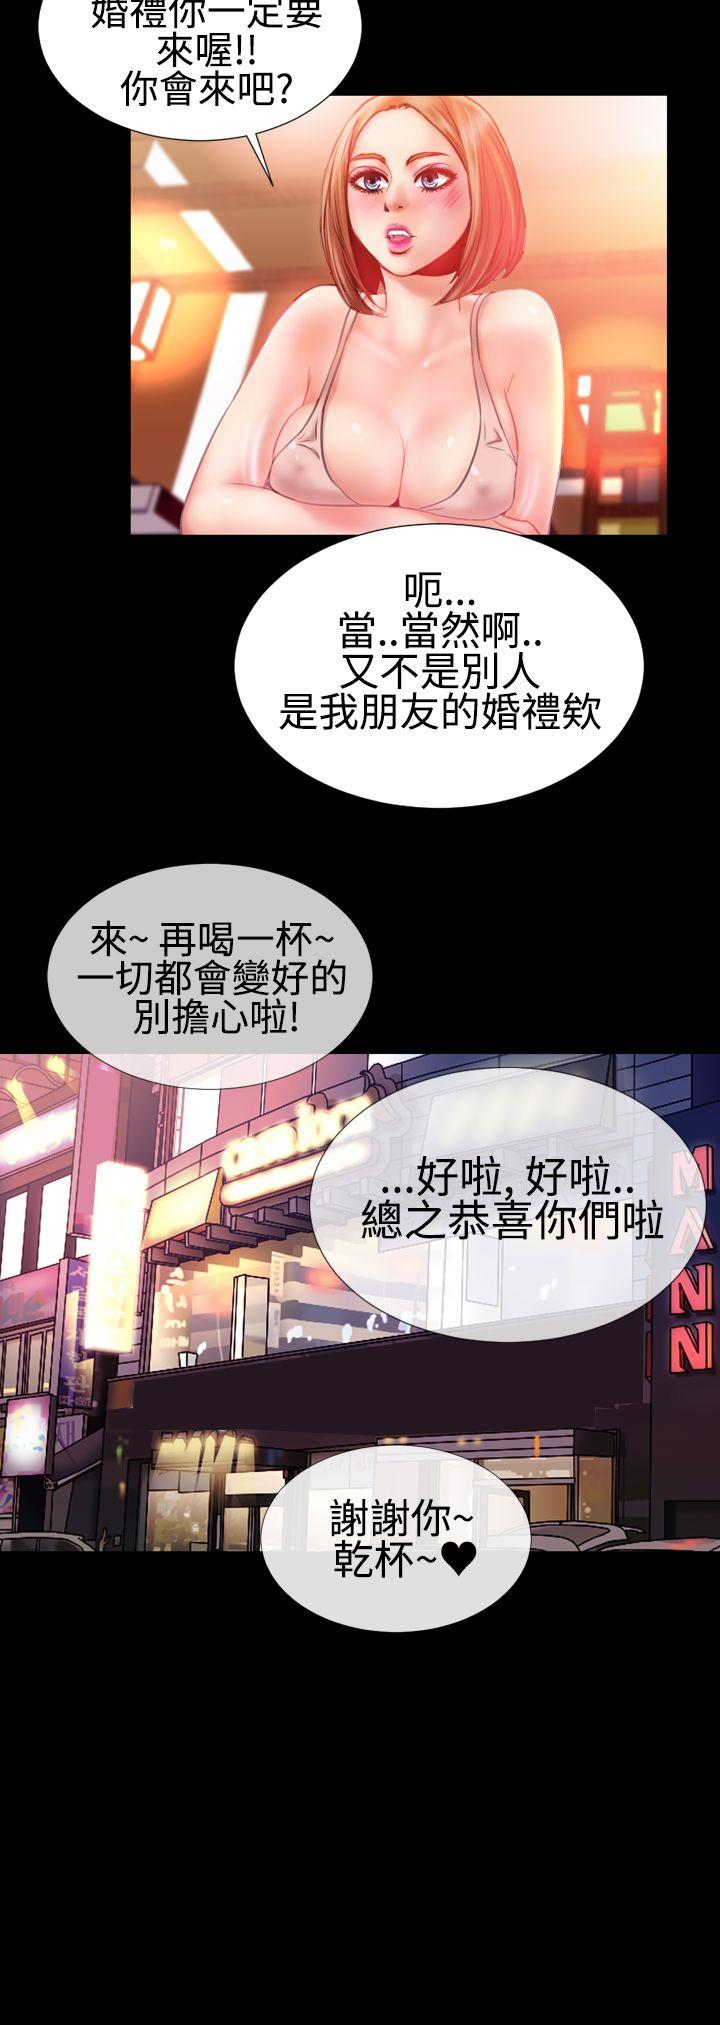 婚禮你一定要
來喔!!
你會來吧?
呃...
當..當然啊..
又不是別人
是我朋友的婚禮欸
來~ 再喝一杯~
一切都會變好的
別擔心啦!
...好啦, 好啦..
總之恭喜你們啦
MANN
謝謝你~
乾杯~♥